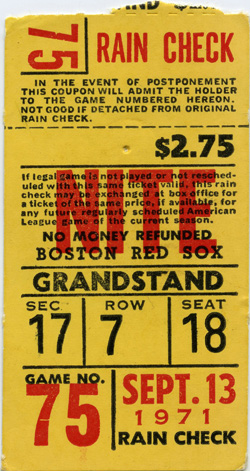 75
RAIN CHECK
IN THE EVENT OF POSTPONEMENT
THIS COUPON WILL ADMIT THE HOLDER
TO THE GAME NUMBERED HEREON.
NOT GOOD IF DETACHED FROM ORIGINAL
RAIN CHECK.
$2.75
If legal game is not played or not resched-
uled with this same ticket valid, this rain
check may be exchanged at box office for
a ticket of the same price, if available, for
any future regularly scheduled American
League game of the current season.
NO MONEY REFUNDED
BOSTON RED SOX
GRANDSTAND
SEC ROW SEAT
17 7 18
GAME NO.
75
SEPT. 13
1971
RAIN CHECK